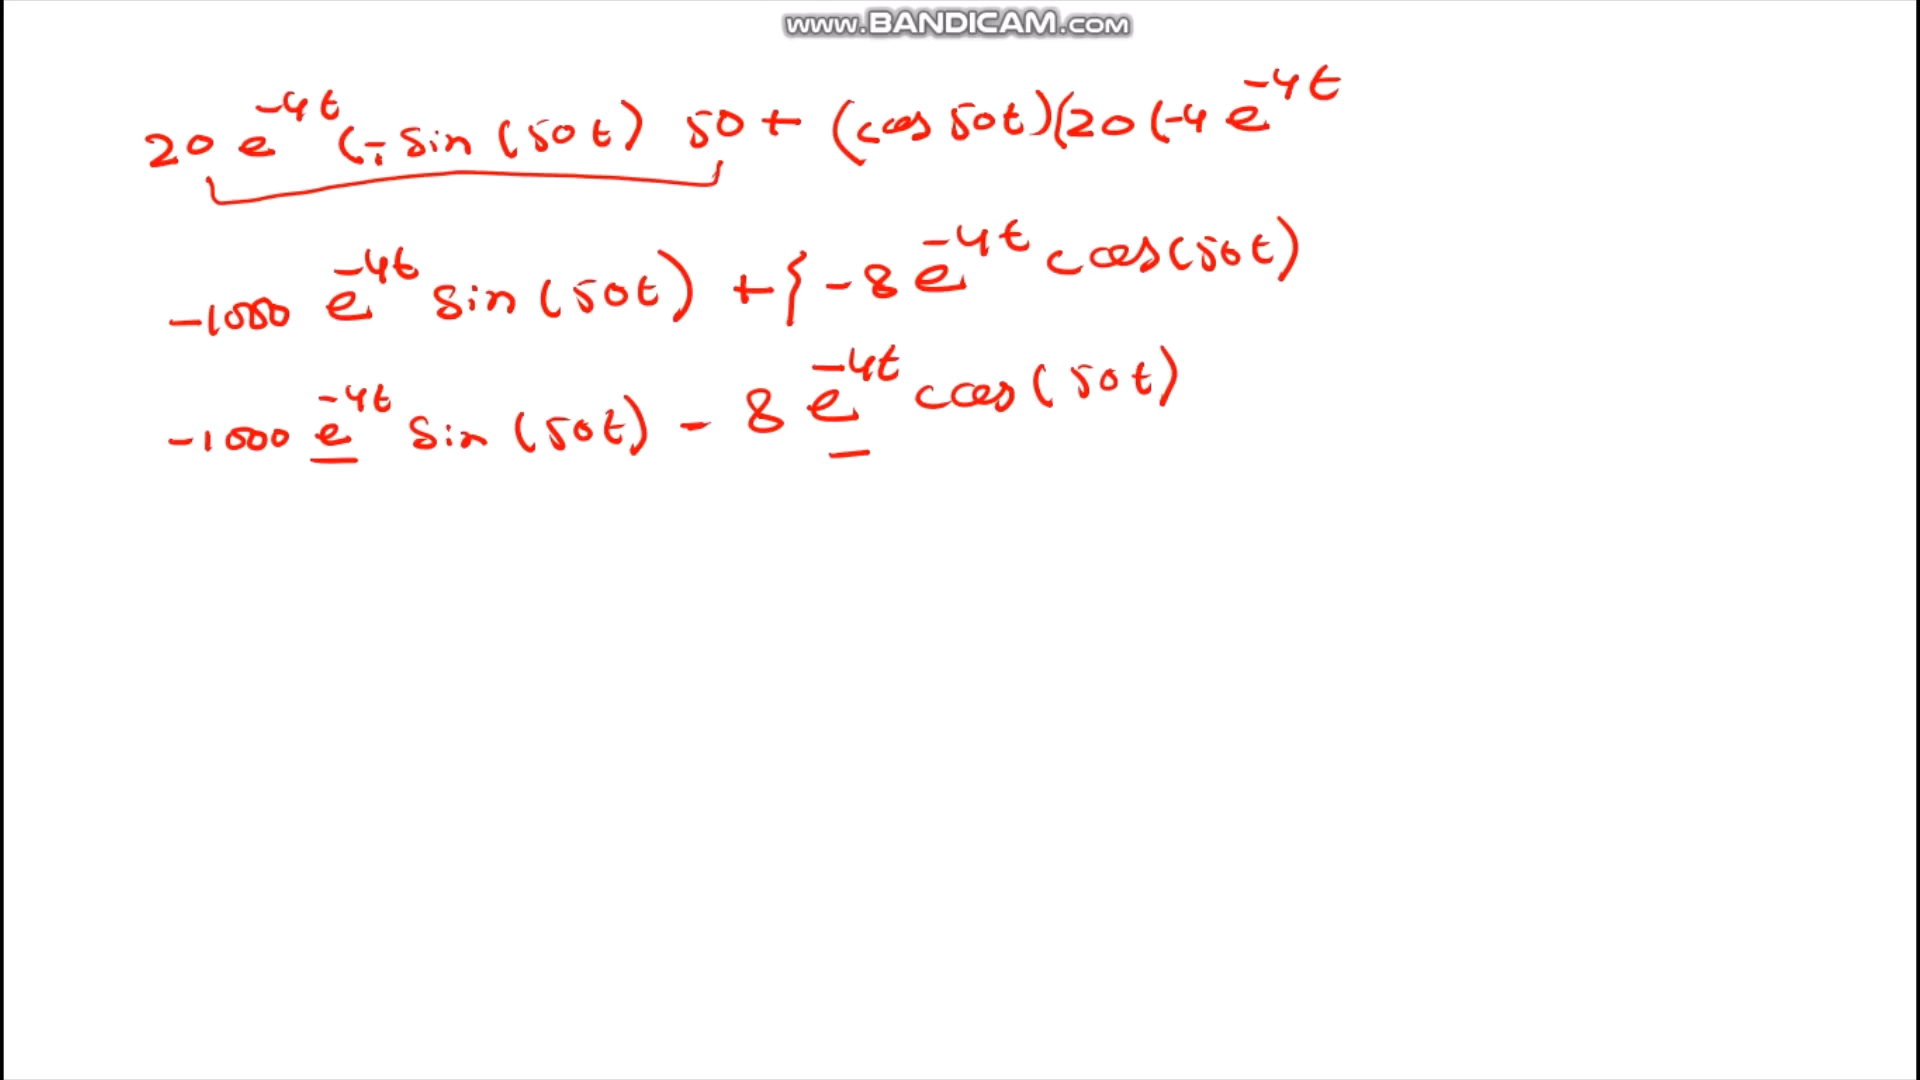 www.BANDICAM.com
20 e^{-4t} (- sin (50t) 50 + (cos 50t)(20 (-4 e^{-4t}
-1000 e^{-4t} sin (50t) + { -8 e^{-4t} cos(50t)
-1000 e^{-4t} sin (50t) - 8 e^{-4t} cos (50t)